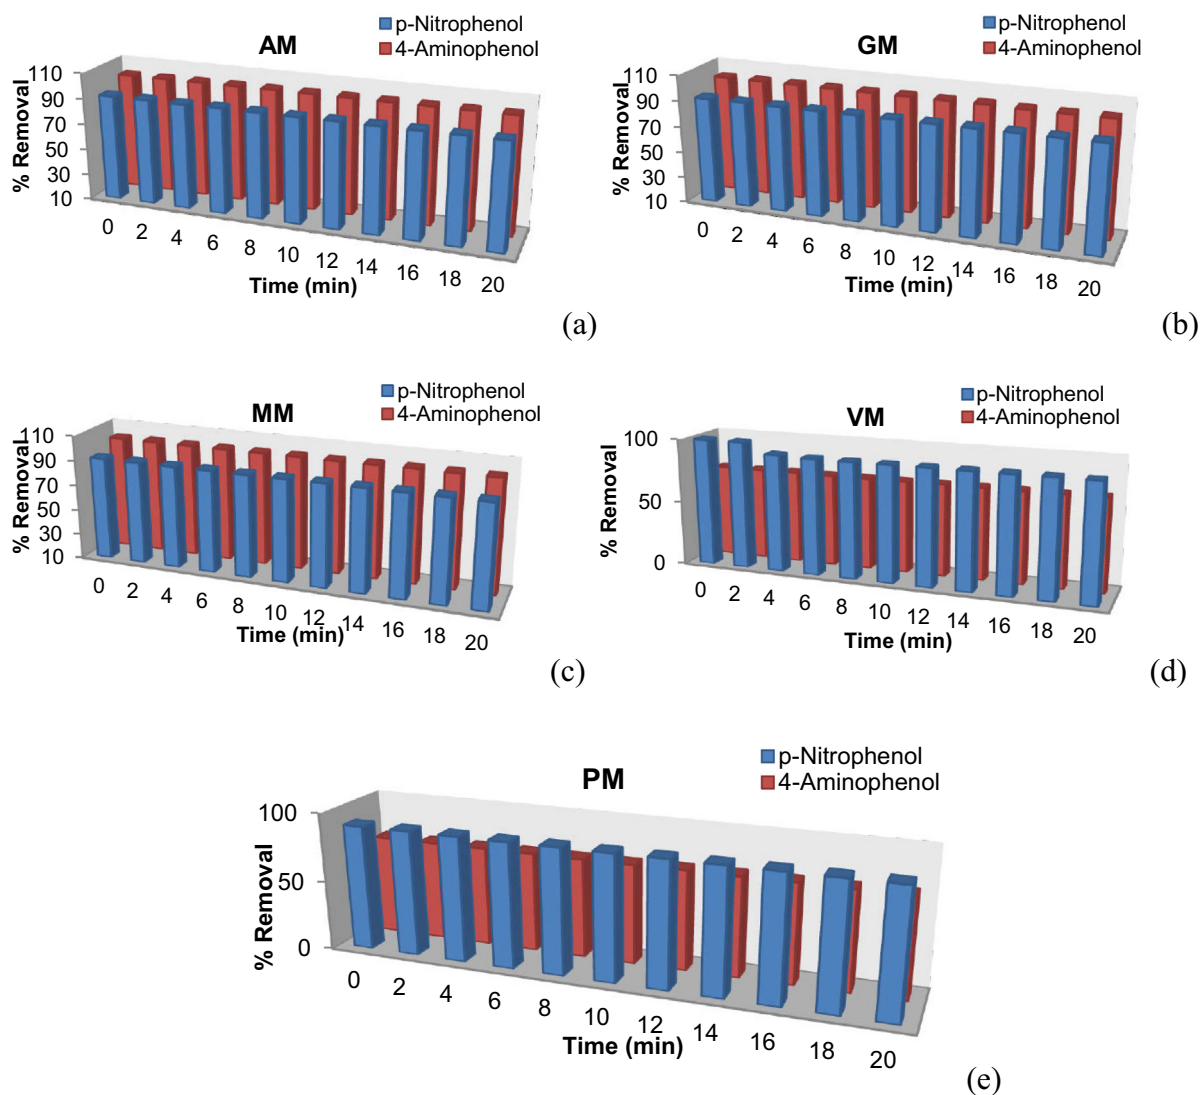 AM
p-Nitrophenol
4-Aminophenol
% Removal
110
90
70
50
30
10
0 2 4 6 8 10 12 14 16 18 20
Time (min)
(a)
GM
p-Nitrophenol
4-Aminophenol
% Removal
110
90
70
50
30
10
0 2 4 6 8 10 12 14 16 18 20
Time (min)
(b)
MM
p-Nitrophenol
4-Aminophenol
% Removal
110
90
70
50
30
10
0 2 4 6 8 10 12 14 16 18 20
Time (min)
(c)
VM
p-Nitrophenol
4-Aminophenol
% Removal
100
50
0
0 2 4 6 8 10 12 14 16 18 20
Time (min)
(d)
PM
p-Nitrophenol
4-Aminophenol
% Removal
100
50
0
0 2 4 6 8 10 12 14 16 18 20
Time (min)
(e)